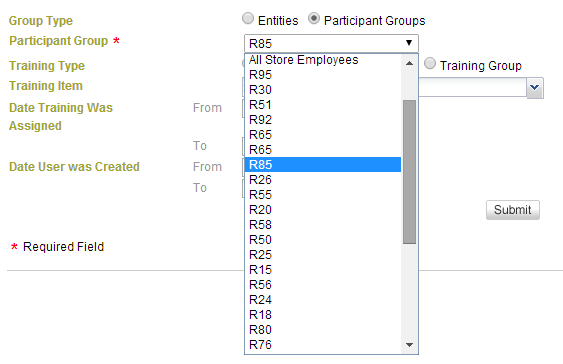 Group Type Entities Participant Groups
Participant Group * R85
Training Type Training Group
Training Item
Date Training Was Assigned From
To
Date User was Created From
To
All Store Employees
R95
R30
R51
R92
R65
R65
R85
R26
R55
R20
R58
R50
R25
R15
R56
R24
R18
R80
R76
Submit
* Required Field